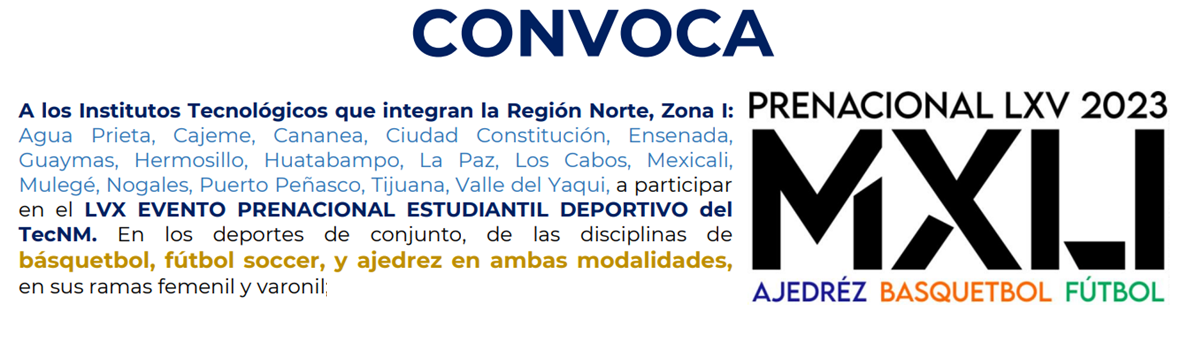 CONVOCA
A los Institutos Tecnológicos que integran la Región Norte, Zona I:
Agua Prieta, Cajeme, Cananea, Ciudad Constitución, Ensenada,
Guaymas, Hermosillo, Huatabampo, La Paz, Los Cabos, Mexicali,
Mulegé, Nogales, Puerto Peñasco, Tijuana, Valle del Yaqui, a participar
en el LVX EVENTO PRENACIONAL ESTUDIANTIL DEPORTIVO del
TecNM. En los deportes de conjunto, de las disciplinas de
básquetbol, fútbol soccer, y ajedrez en ambas modalidades,
en sus ramas femenil y varonil;
PRENACIONAL LXV 2023
MXLI
AJEDRÉZ BASQUETBOL FÚTBOL